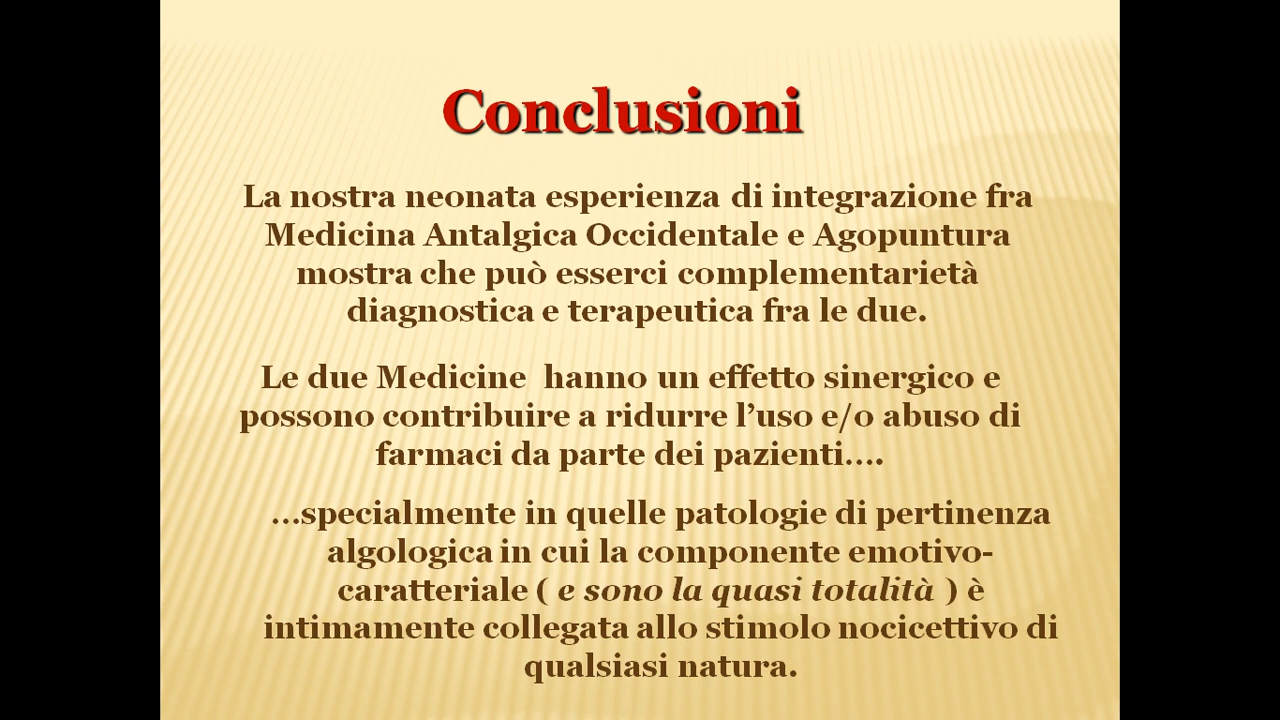 Conclusioni
La nostra neonata esperienza di integrazione fra
Medicina Antalgica Occidentale e Agopuntura
mostra che può esserci complementarietà
diagnostica e terapeutica fra le due.
Le due Medicine  hanno un effetto sinergico e
possono contribuire a ridurre l’uso e/o abuso di
farmaci da parte dei pazienti….
…specialmente in quelle patologie di pertinenza
algologica in cui la componente emotivo-
caratteriale ( e sono la quasi totalità ) è
intimamente collegata allo stimolo nocicettivo di
qualsiasi natura.